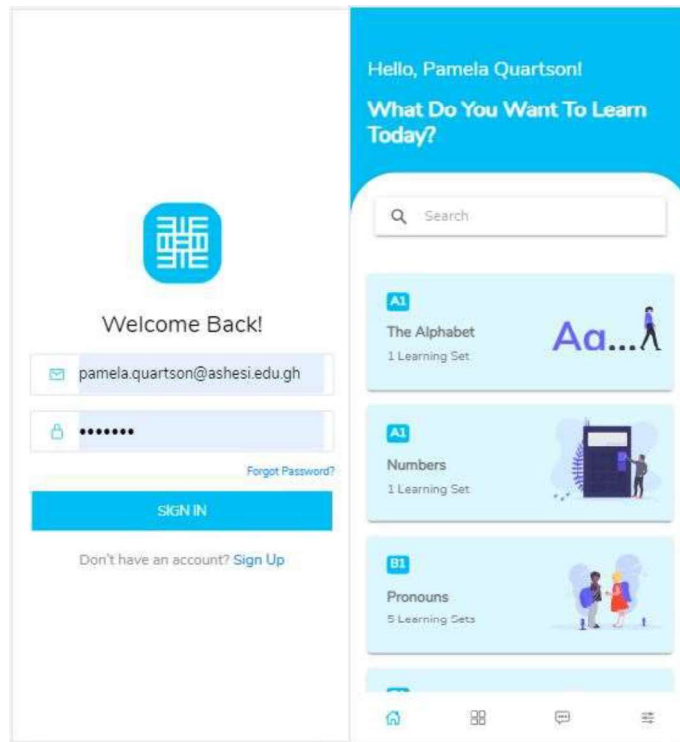 Welcome Back!
pamela.quartson@ashesi.edu.gh
•••••••
Forgot Password?
SIGN IN
Don't have an account? Sign Up
Hello, Pamela Quartson!
What Do You Want To Learn
Today?
Search
A1
The Alphabet
1 Learning Set
Aa...
A1
Numbers
1 Learning Set
B1
Pronouns
5 Learning Sets